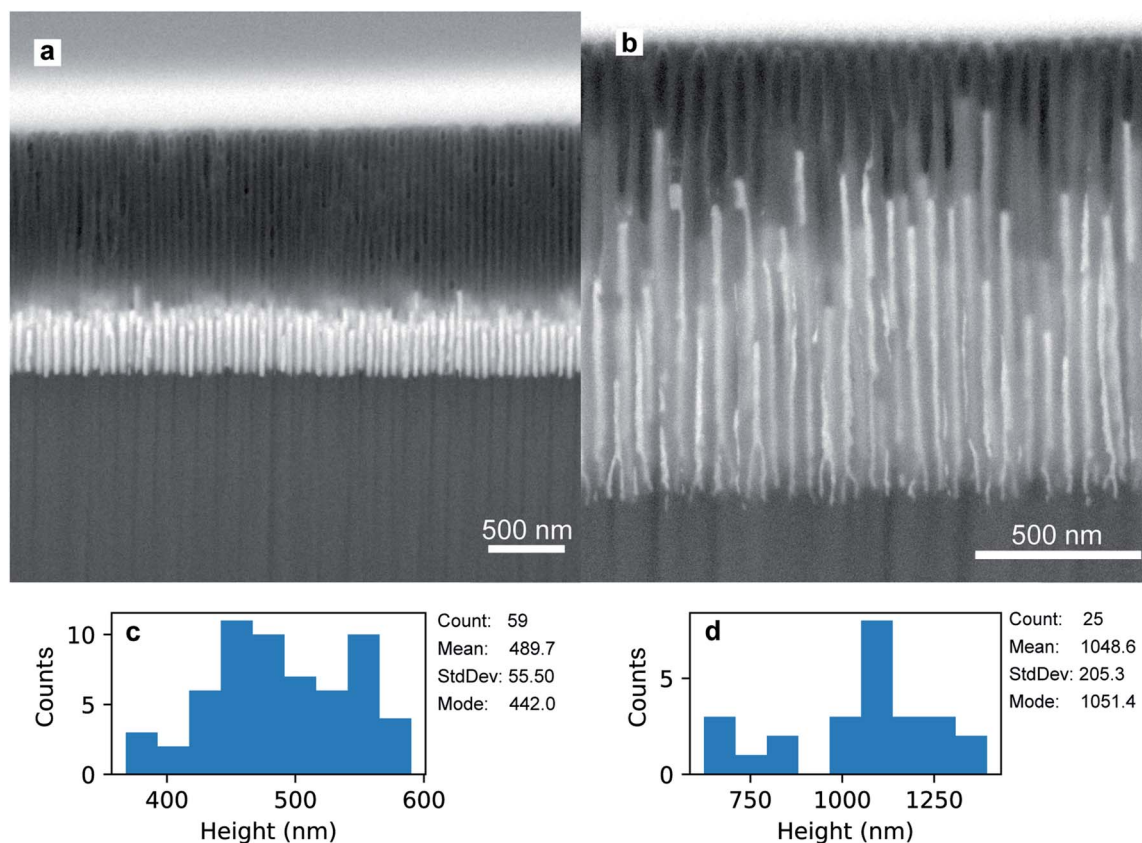 a
b
500 nm
500 nm
c
10
5
0
Counts
400
500
600
Height (nm)
Count: 59
Mean: 489.7
StdDev: 55.50
Mode: 442.0
d
5
0
Counts
750
1000
1250
Height (nm)
Count: 25
Mean: 1048.6
StdDev: 205.3
Mode: 1051.4